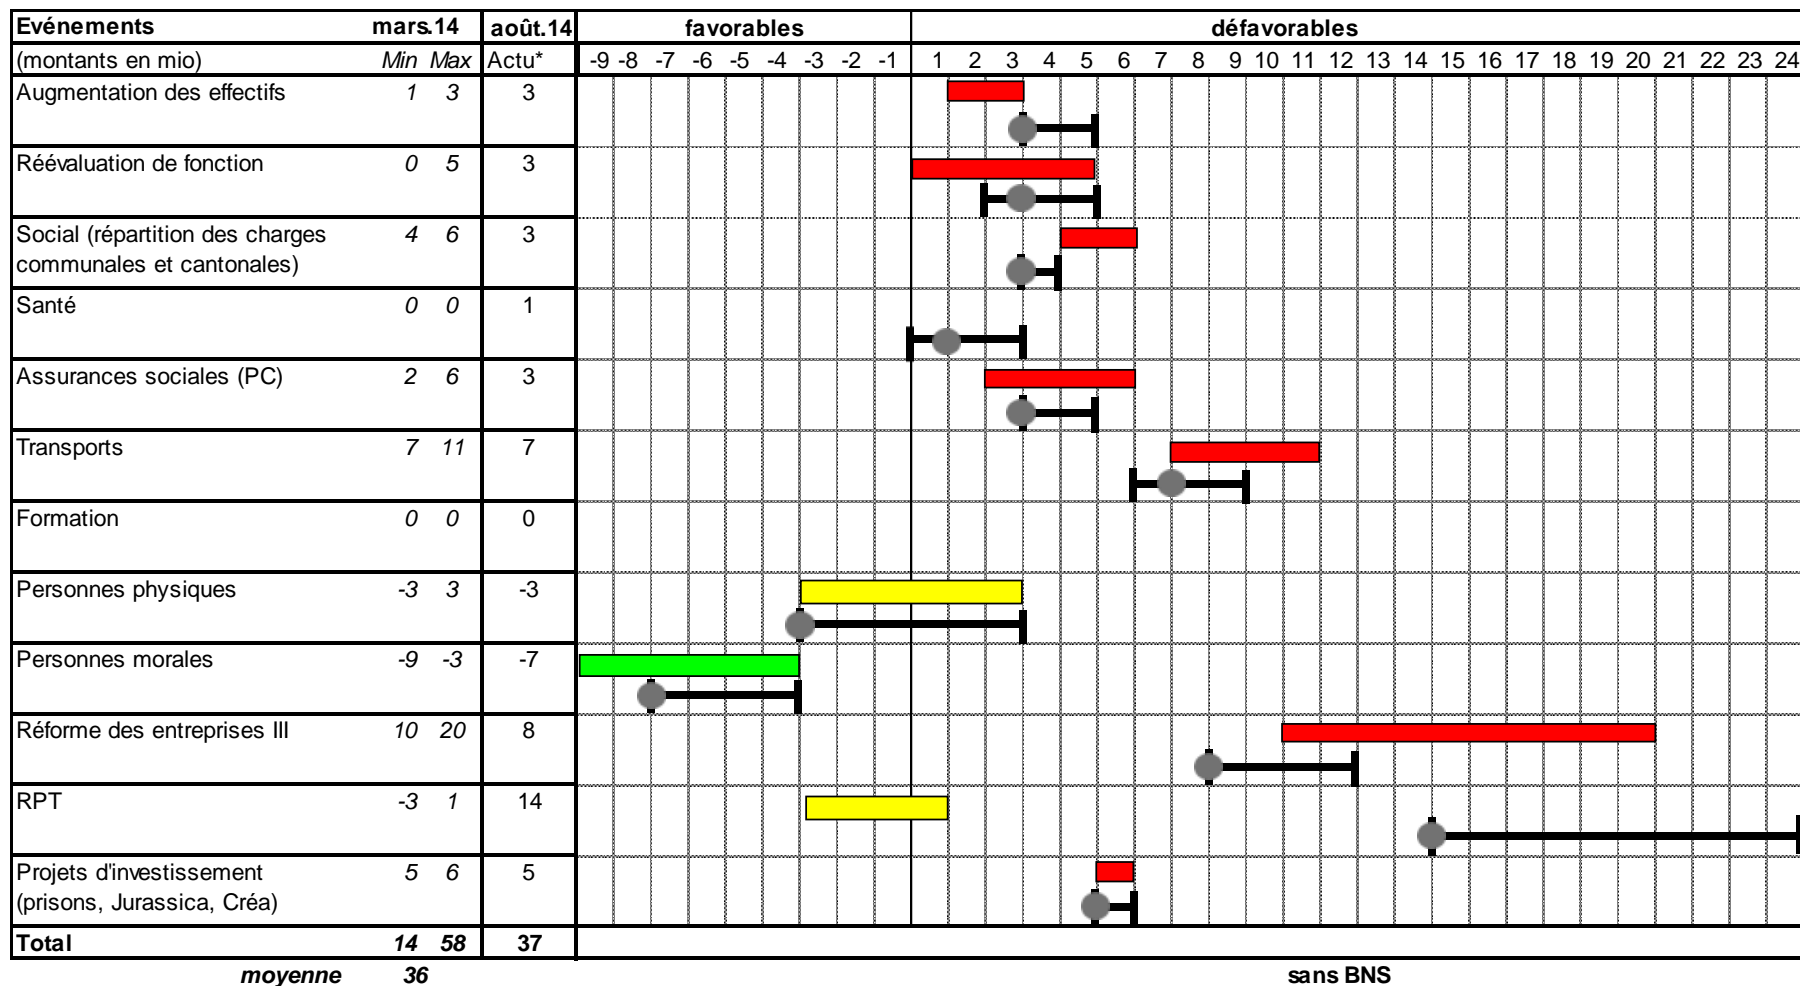 Evénements mars.14 août.14 favorables défavorables
(montants en mio) Min Max Actu* -9 -8 -7 -6 -5 -4 -3 -2 -1 1 2 3 4 5 6 7 8 9 10 11 12 13 14 15 16 17 18 19 20 21 22 23 24
Augmentation des effectifs 1 3 3
Réévaluation de fonction 0 5 3
Social (répartition des charges 4 6 3
communales et cantonales)
Santé 0 0 1
Assurances sociales (PC) 2 6 3
Transports 7 11 7
Formation 0 0 0
Personnes physiques -3 3 -3
Personnes morales -9 -3 -7
Réforme des entreprises III 10 20 8
RPT -3 1 14
Projets d'investissement 5 6 5
(prisons, Jurassica, Créa)
Total 14 58 37
moyenne 36 sans BNS